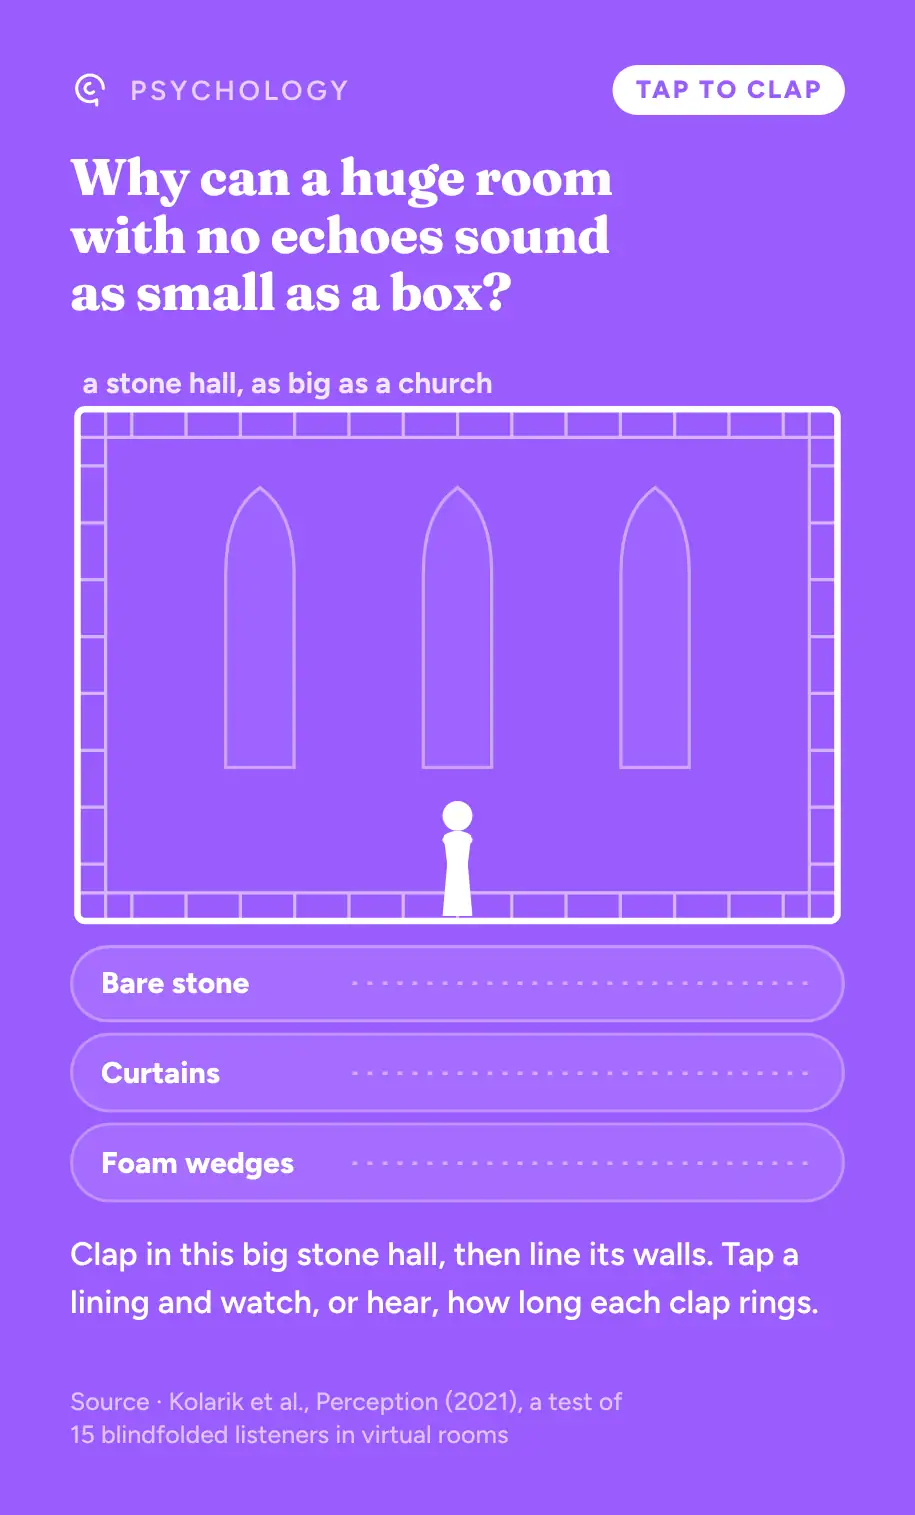 PSYCHOLOGY
TAP TO CLAP
Why can a huge room
with no echoes sound
as small as a box?
a stone hall, as big as a church
Bare stone
Curtains
Foam wedges
Clap in this big stone hall, then line its walls. Tap a
lining and watch, or hear, how long each clap rings.
Source · Kolarik et al., Perception (2021), a test of
15 blindfolded listeners in virtual rooms